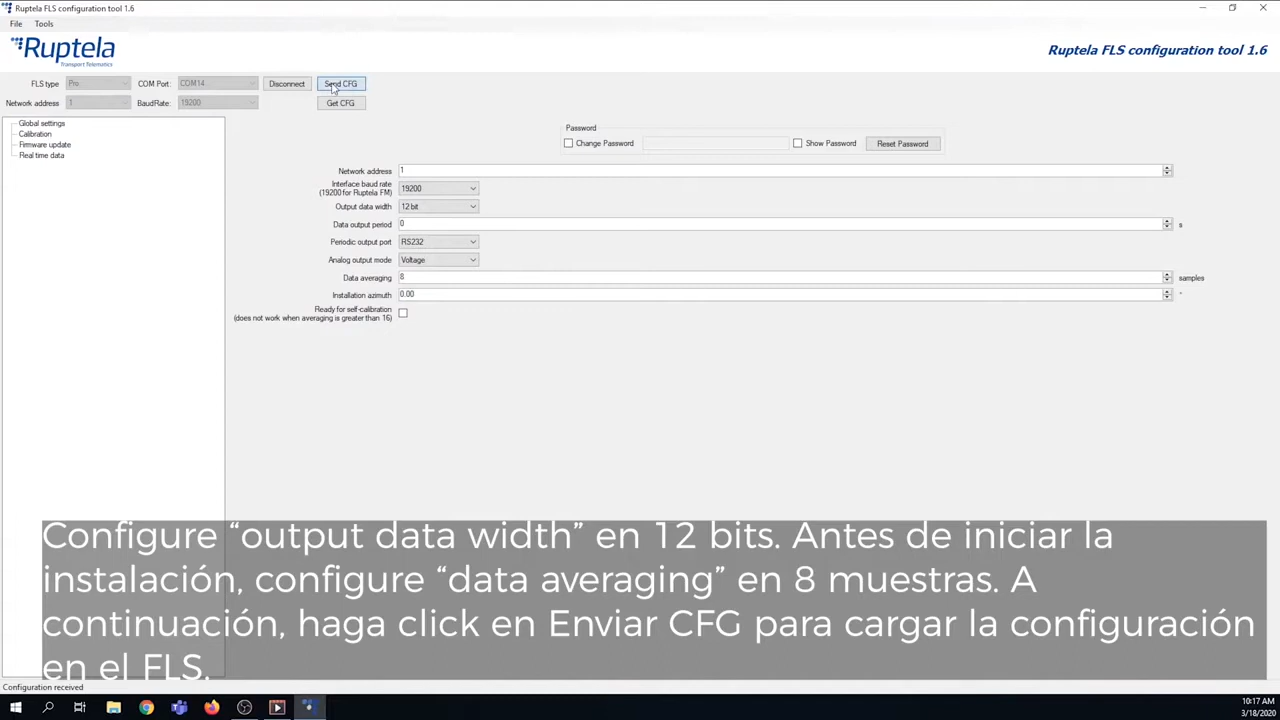 Ruptela FLS configuration tool 1.6
File Tools
Ruptela
Transport Telematics
Ruptela FLS configuration tool 1.6
FLS type Pro COM Port: COM14 Disconnect Send CFG
Network address 1 BaudRate: 19200 Get CFG
Global settings
Calibration
Firmware update
Real time data
Password
Change Password Show Password Reset Password
Network address 1
Interface baud rate
(19200 for Ruptela FM) 19200
Output data width 12 bit
Data output period 0 s
Periodic output port RS232
Analog output mode Voltage
Data averaging 8 samples
Installation azimuth 0.00 °
Ready for self-calibration
(does not work when averaging is greater than 16)
Configure “output data width” en 12 bits. Antes de iniciar la
instalación, configure “data averaging” en 8 muestras. A
continuación, haga click en Enviar CFG para cargar la configuración
en el FLS.
Configuration received
10:17 AM
3/18/2020